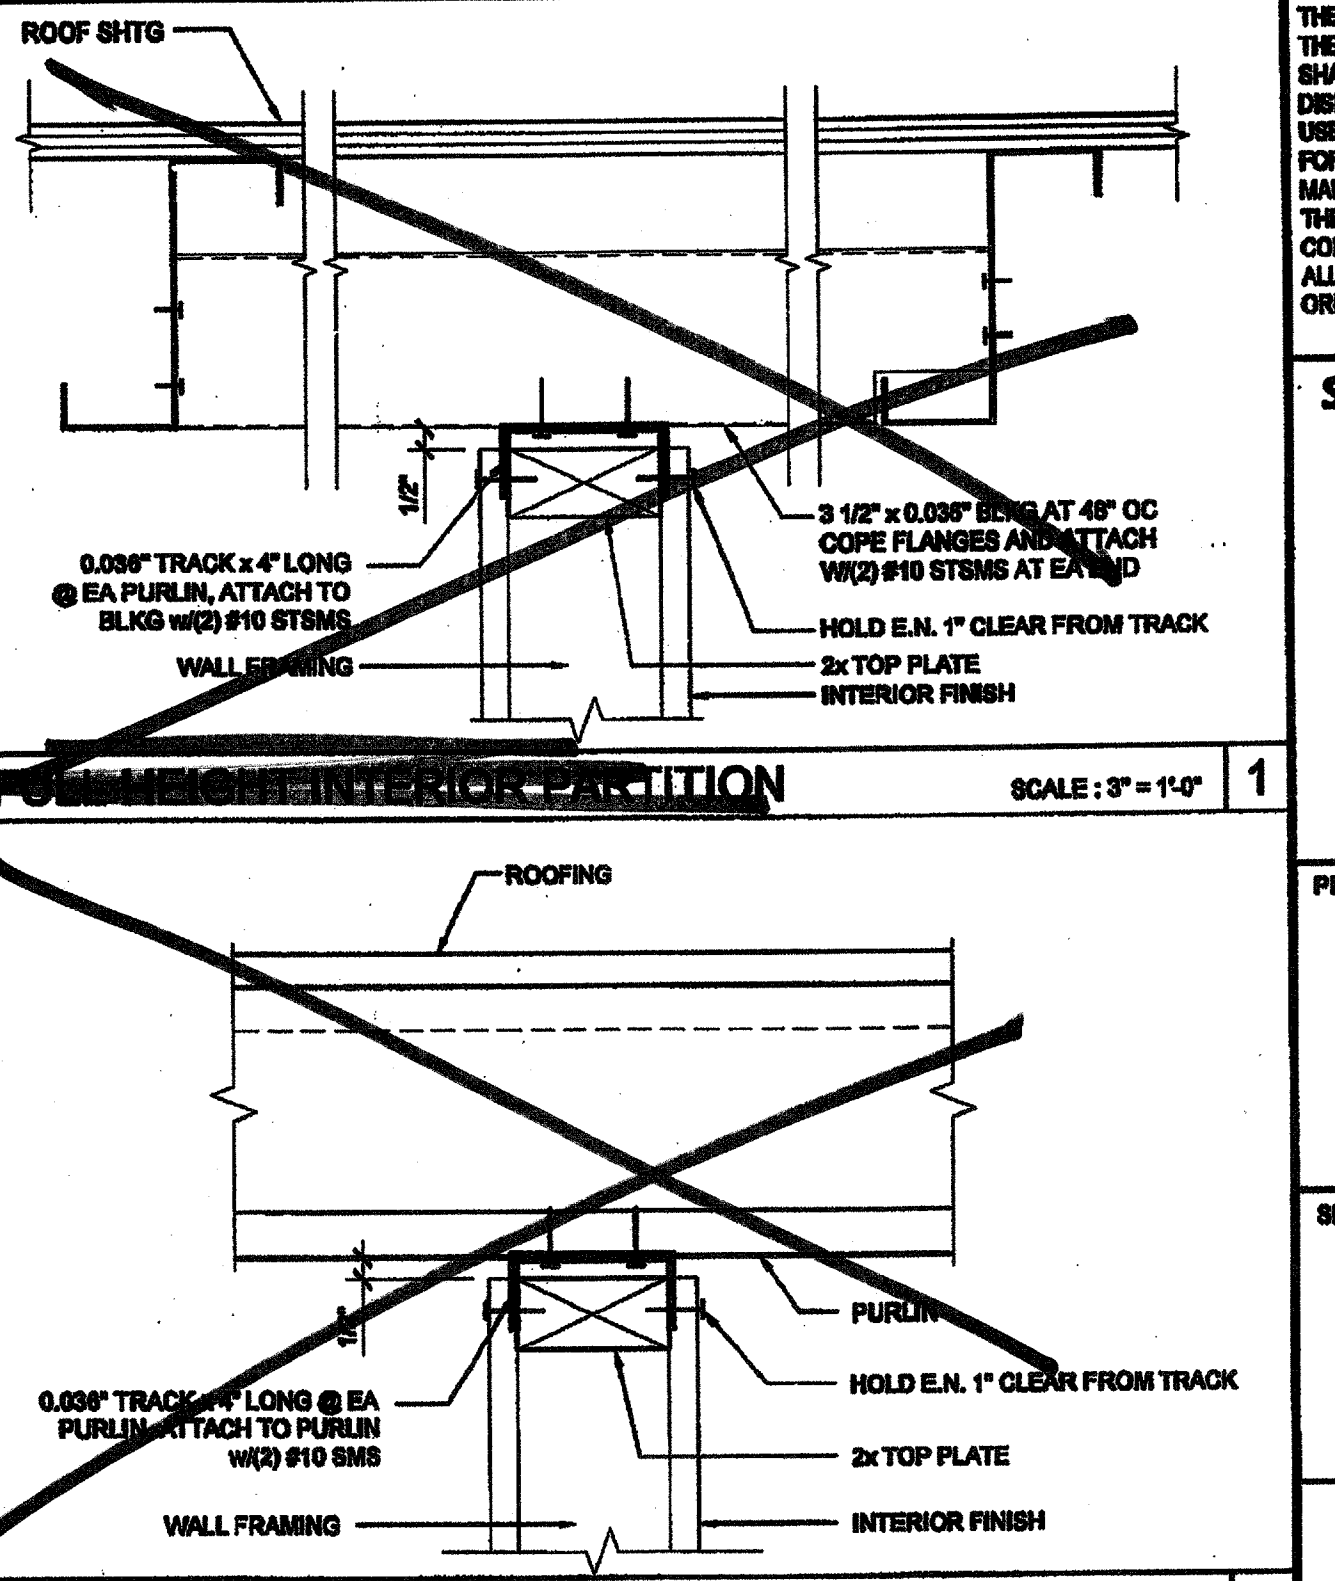 ROOF SHTG
1/2"
0.036" TRACK x 4" LONG
@ EA PURLIN, ATTACH TO
BLKG w/(2) #10 STSMS
WALL FRAMING
3 1/2" x 0.036" BLKG AT 48" OC
COPE FLANGES AND ATTACH
W/(2) #10 STSMS AT EA END
HOLD E.N. 1" CLEAR FROM TRACK
2x TOP PLATE
INTERIOR FINISH
FULL HEIGHT INTERIOR PARTITION
SCALE : 3" = 1'-0"
1
ROOFING
1/2"
PURLIN
0.036" TRACK x 4" LONG @ EA
PURLIN, ATTACH TO PURLIN
w/(2) #10 SMS
WALL FRAMING
HOLD E.N. 1" CLEAR FROM TRACK
2x TOP PLATE
INTERIOR FINISH
THE
THE
ALL